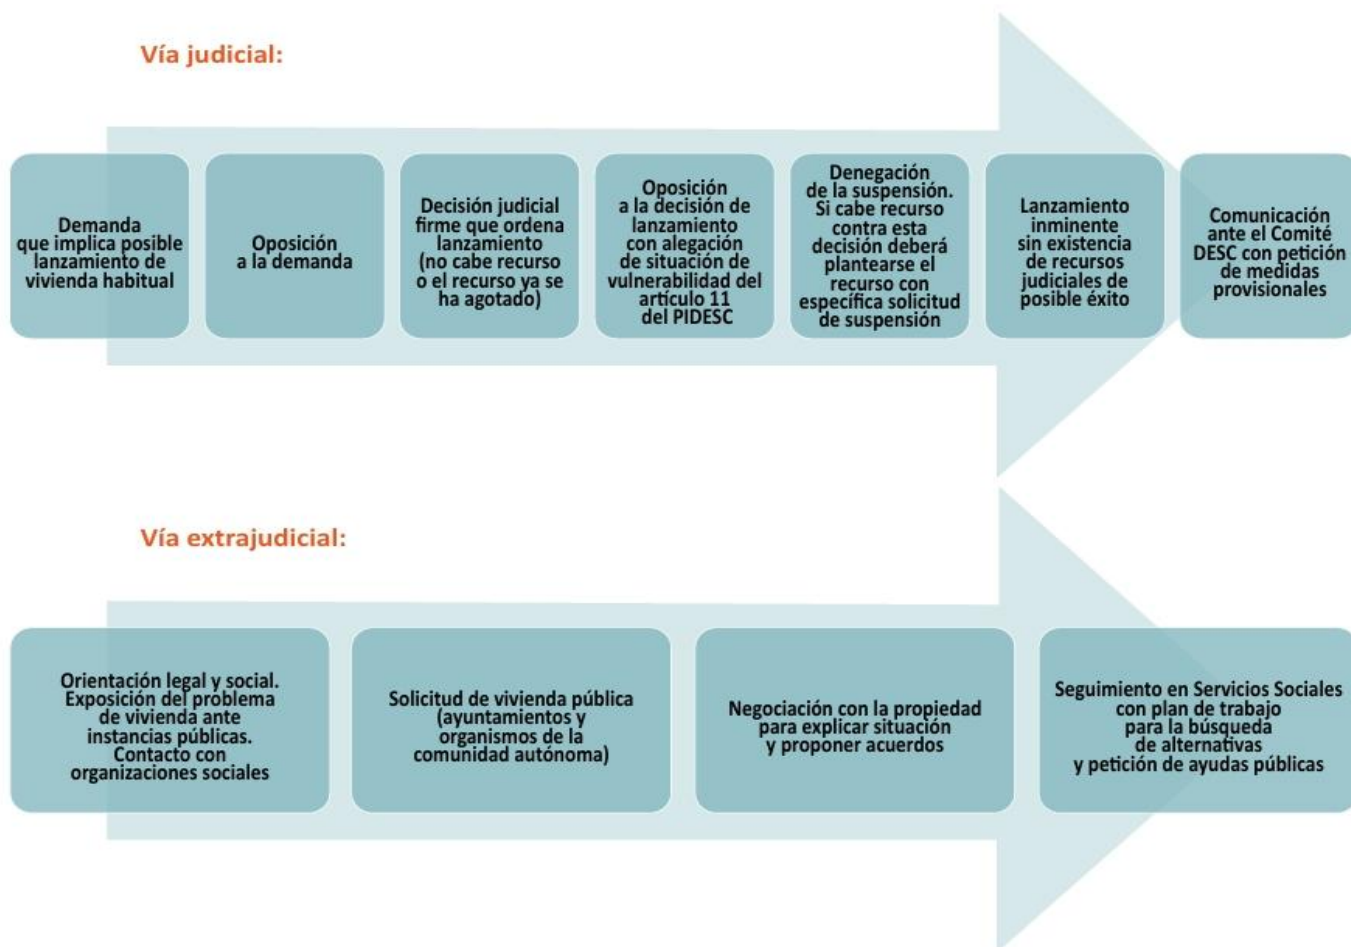 Vía judicial:
Demanda
que implica posible
lanzamiento de
vivienda habitual
Oposición
a la demanda
Decisión judicial
firme que ordena
lanzamiento
(no cabe recurso
o el recurso ya se
ha agotado)
Oposición
a la decisión de
lanzamiento
con alegación
de situación de
vulnerabilidad del
artículo 11
del PIDESC
Denegación
de la suspensión.
Si cabe recurso
contra esta
decisión deberá
plantearse el
recurso con
específica solicitud
de suspensión
Lanzamiento
inminente
sin existencia
de recursos
judiciales de
posible éxito
Comunicación
ante el Comité
DESC con petición
de medidas
provisionales
Vía extrajudicial:
Orientación legal y social.
Exposición del problema
de vivienda ante
instancias públicas.
Contacto con
organizaciones sociales
Solicitud de vivienda pública
(ayuntamientos y
organismos de la
comunidad autónoma)
Negociación con la propiedad
para explicar situación
y proponer acuerdos
Seguimiento en Servicios Sociales
con plan de trabajo
para la búsqueda
de alternativas
y petición de ayudas públicas